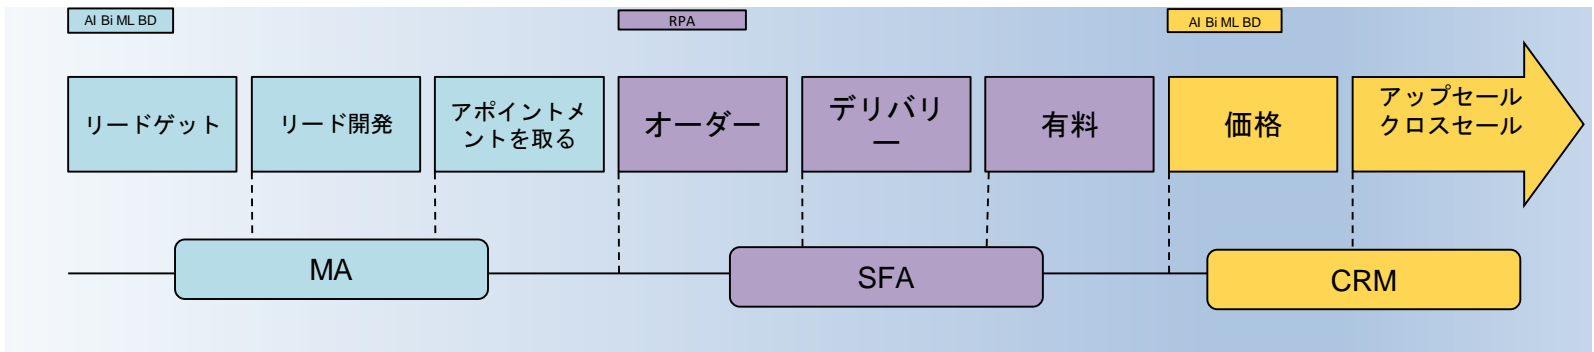 AI Bi ML BD
RPA
AI Bi ML BD
リードゲット
リード開発
アポイントメ
ントを取る
オーダー
デリバリ
ー
有料
価格
アップセール
クロスセール
MA
SFA
CRM